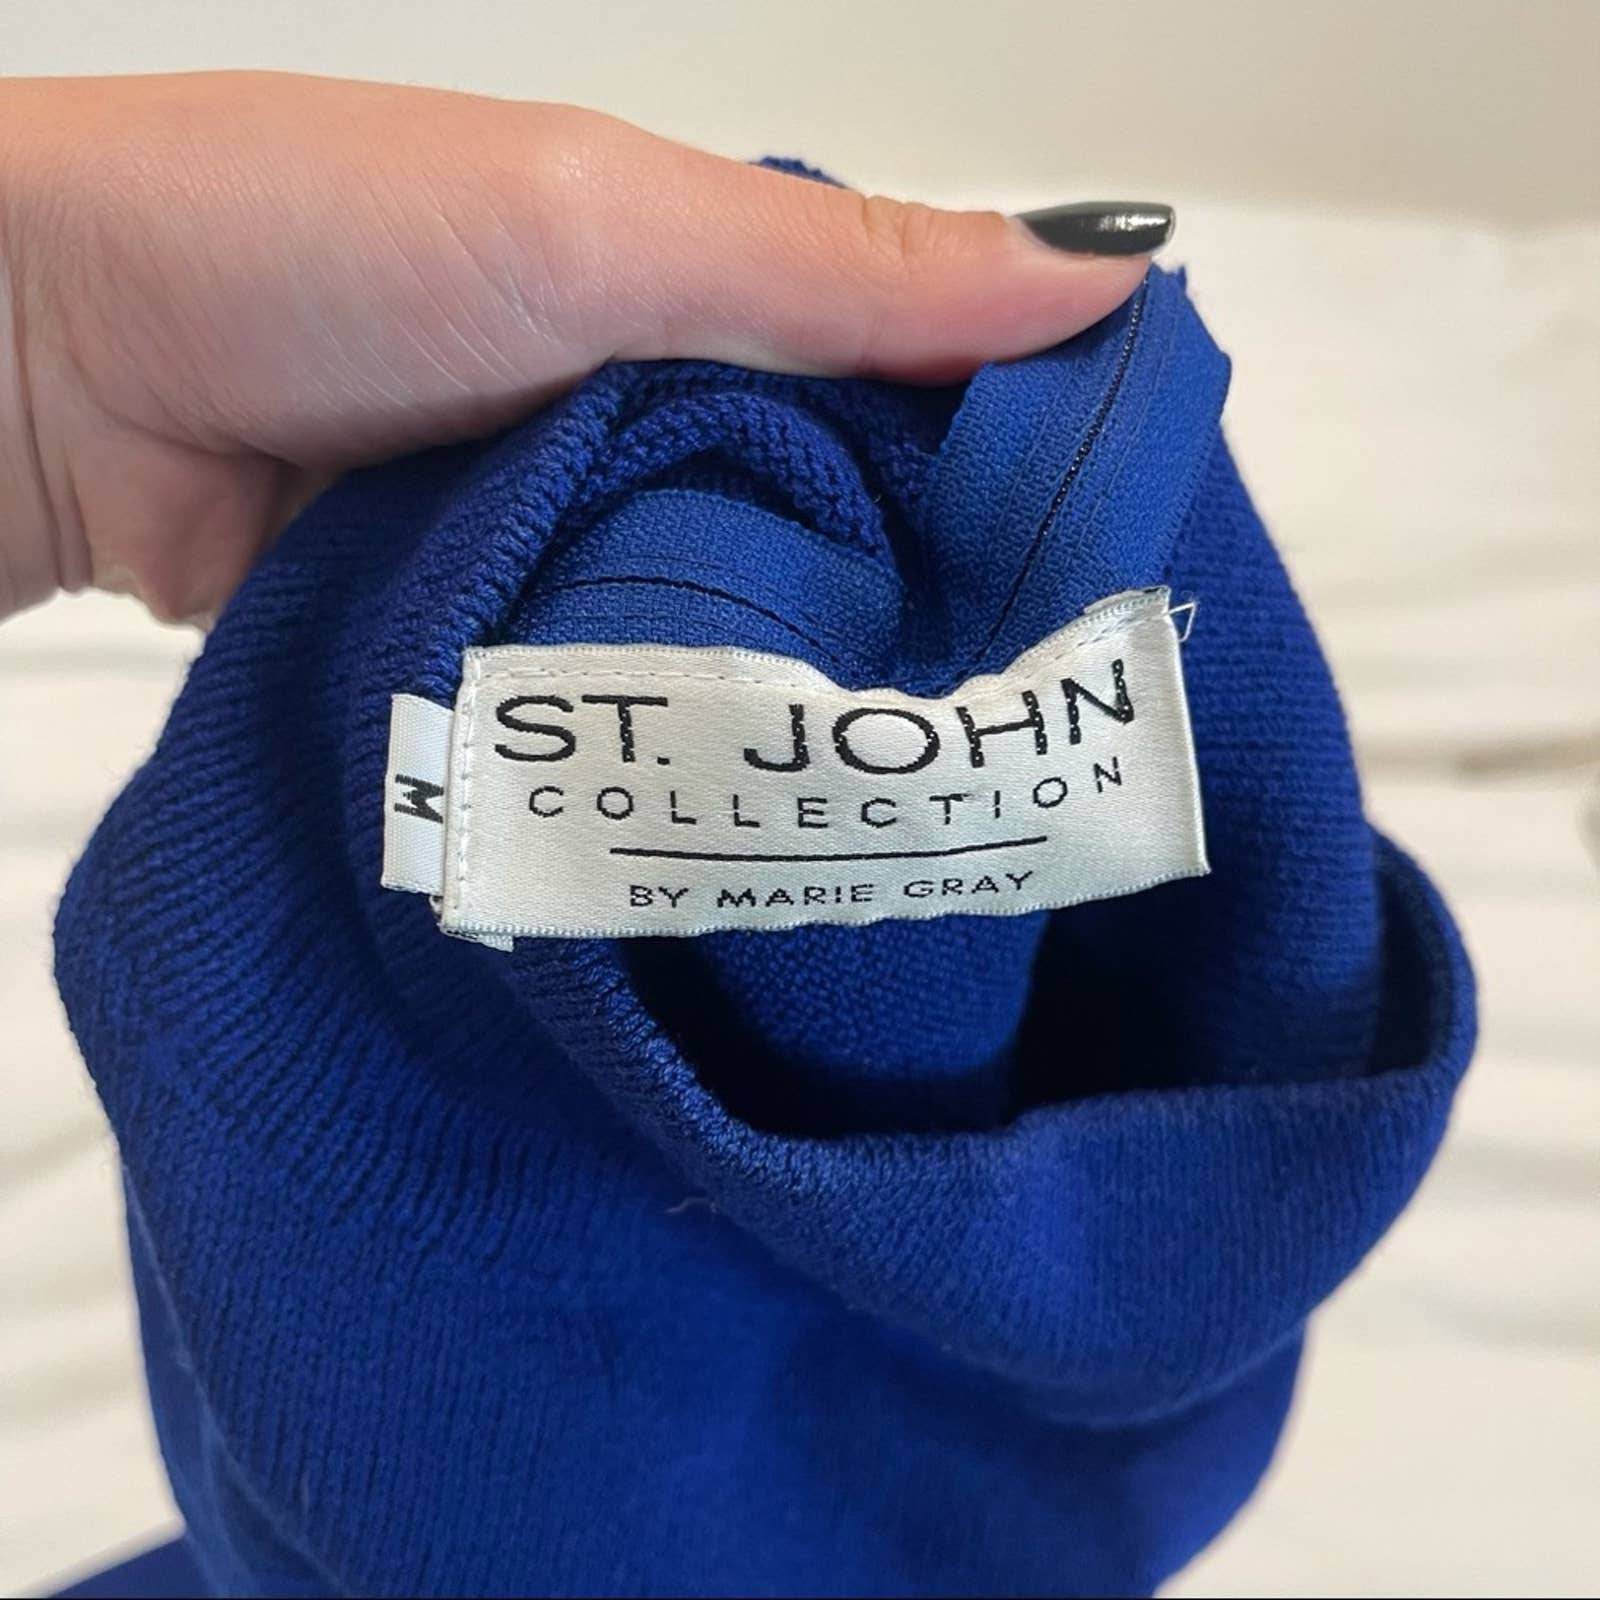 ST. JOHN
COLLECTION
BY MARIE GRAY
M